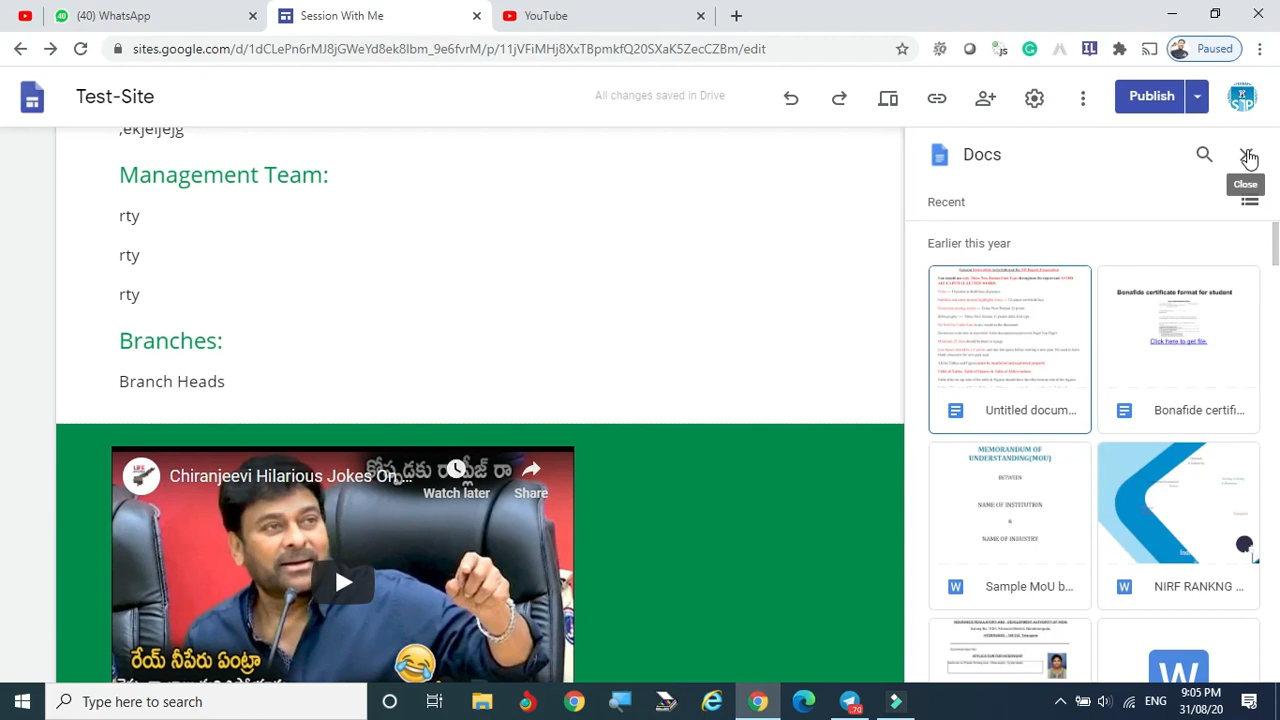 40
(40) WhatsApp
Session With Me
YouTube
sites.google.com/d/1dCLePn6rMJ8jGWeYd8ek8Ibm_9e6fvrM/p/11jVFiMHj8XxTBpmkfQ20SXaK5ZecCZBm/edit
Paused
Test-Site
All changes saved in Drive
Publish
,ekjeljejg
Management Team:
rty
rty
rty
Branches:
Branch Heads
Chiranjeevi Hilarious Jokes On...
Watch later
Share
Docs
Close
Recent
Earlier this year
Untitled docum...
Bonafide certificate format for student
Click here to get file.
Bonafide certifi...
MEMORANDUM OF
UNDERSTANDING(MOU)
BETWEEN
NAME OF INSTITUTION
&
NAME OF INDUSTRY
Sample MoU b...
NIRF RANKNG ...
Type here to search
70
9:05 PM
31/08/20